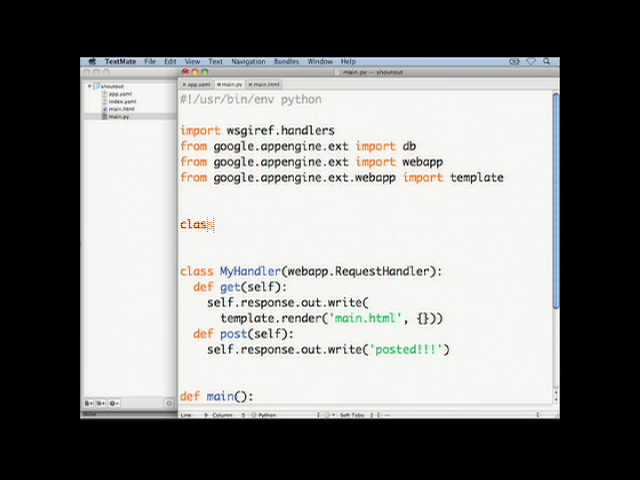 TextMate File Edit View Text Navigation Bundles Window Help
main.py — shoutout
shoutout
app.yaml
index.yaml
main.html
main.py
app.yaml main.py main.html
#!/usr/bin/env python
import wsgiref.handlers
from google.appengine.ext import db
from google.appengine.ext import webapp
from google.appengine.ext.webapp import template
class
class MyHandler(webapp.RequestHandler):
def get(self):
self.response.out.write(
template.render('main.html', {}))
def post(self):
self.response.out.write('posted!!!')
def main():
Line: Column: 5 Python Soft Tabs: 2 —